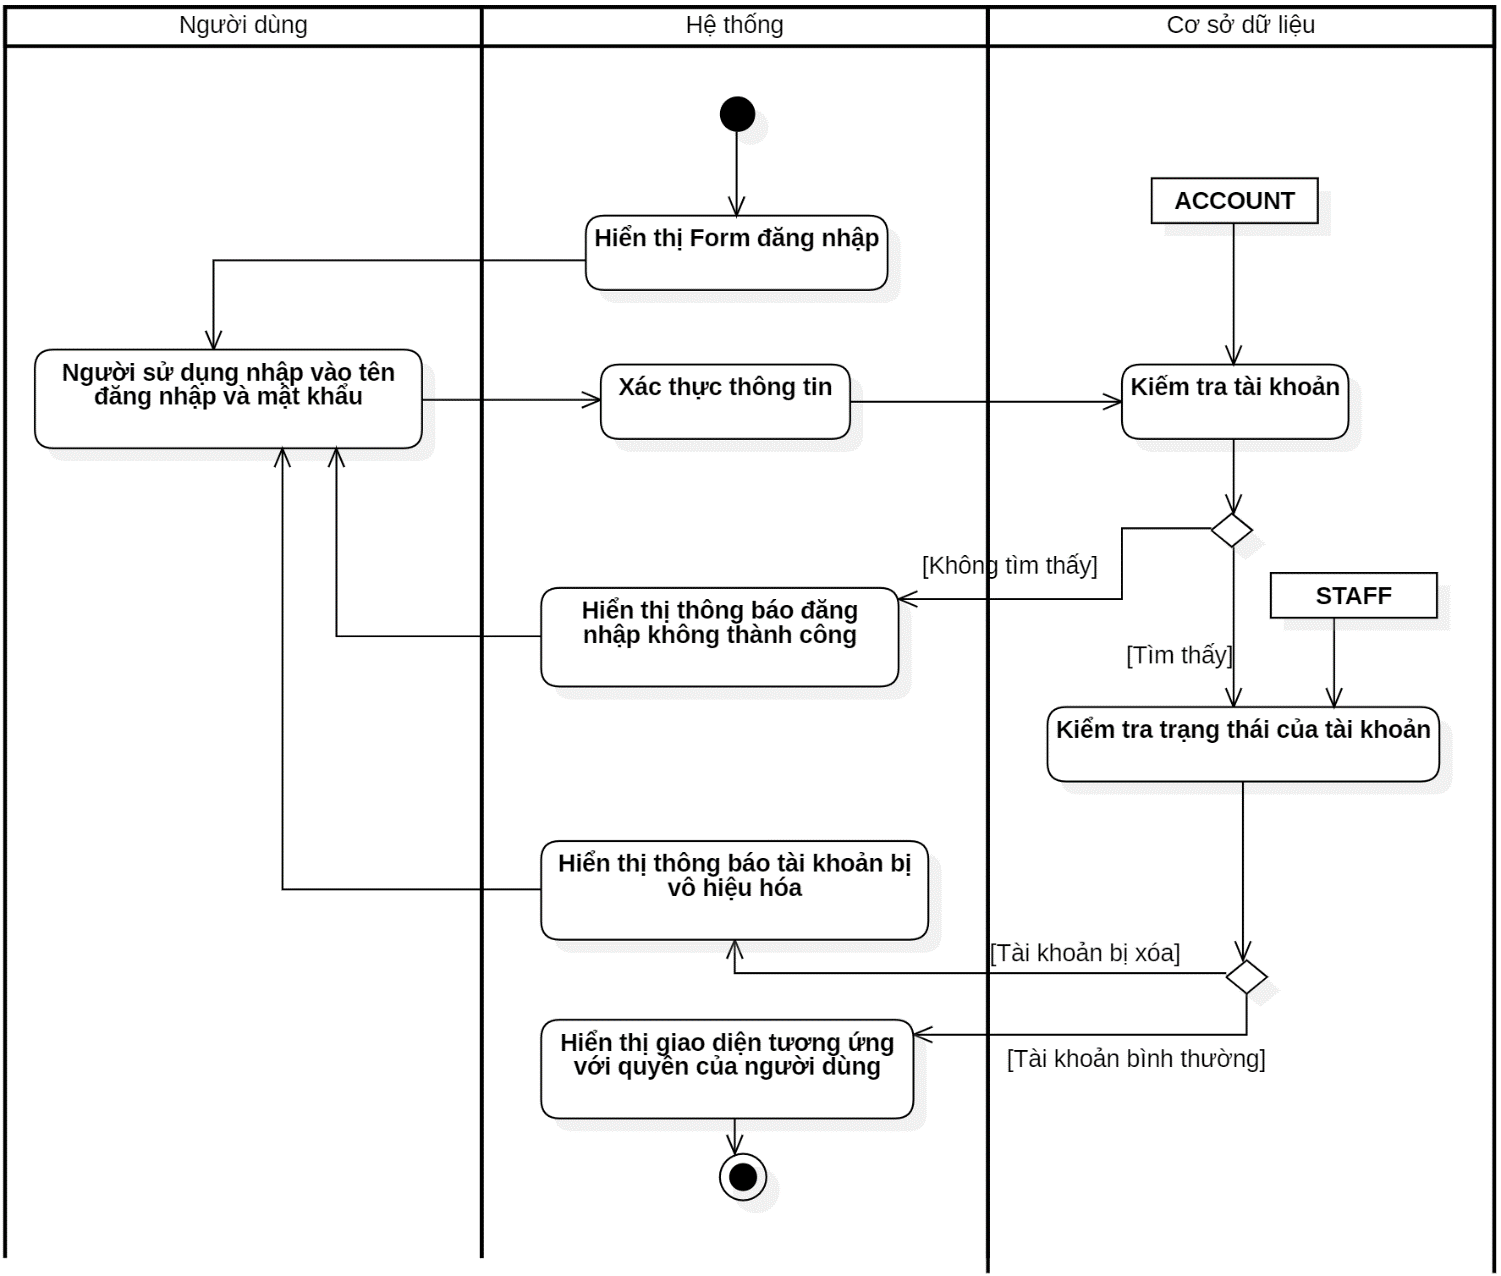 Người dùng
Hệ thống
Cơ sở dữ liệu
ACCOUNT
Hiển thị Form đăng nhập
Người sử dụng nhập vào tên
đăng nhập và mật khẩu
Xác thực thông tin
Kiểm tra tài khoản
[Không tìm thấy]
STAFF
Hiển thị thông báo đăng
nhập không thành công
[Tìm thấy]
Kiểm tra trạng thái của tài khoản
Hiển thị thông báo tài khoản bị
vô hiệu hóa
[Tài khoản bị xóa]
Hiển thị giao diện tương ứng
với quyền của người dùng
[Tài khoản bình thường]